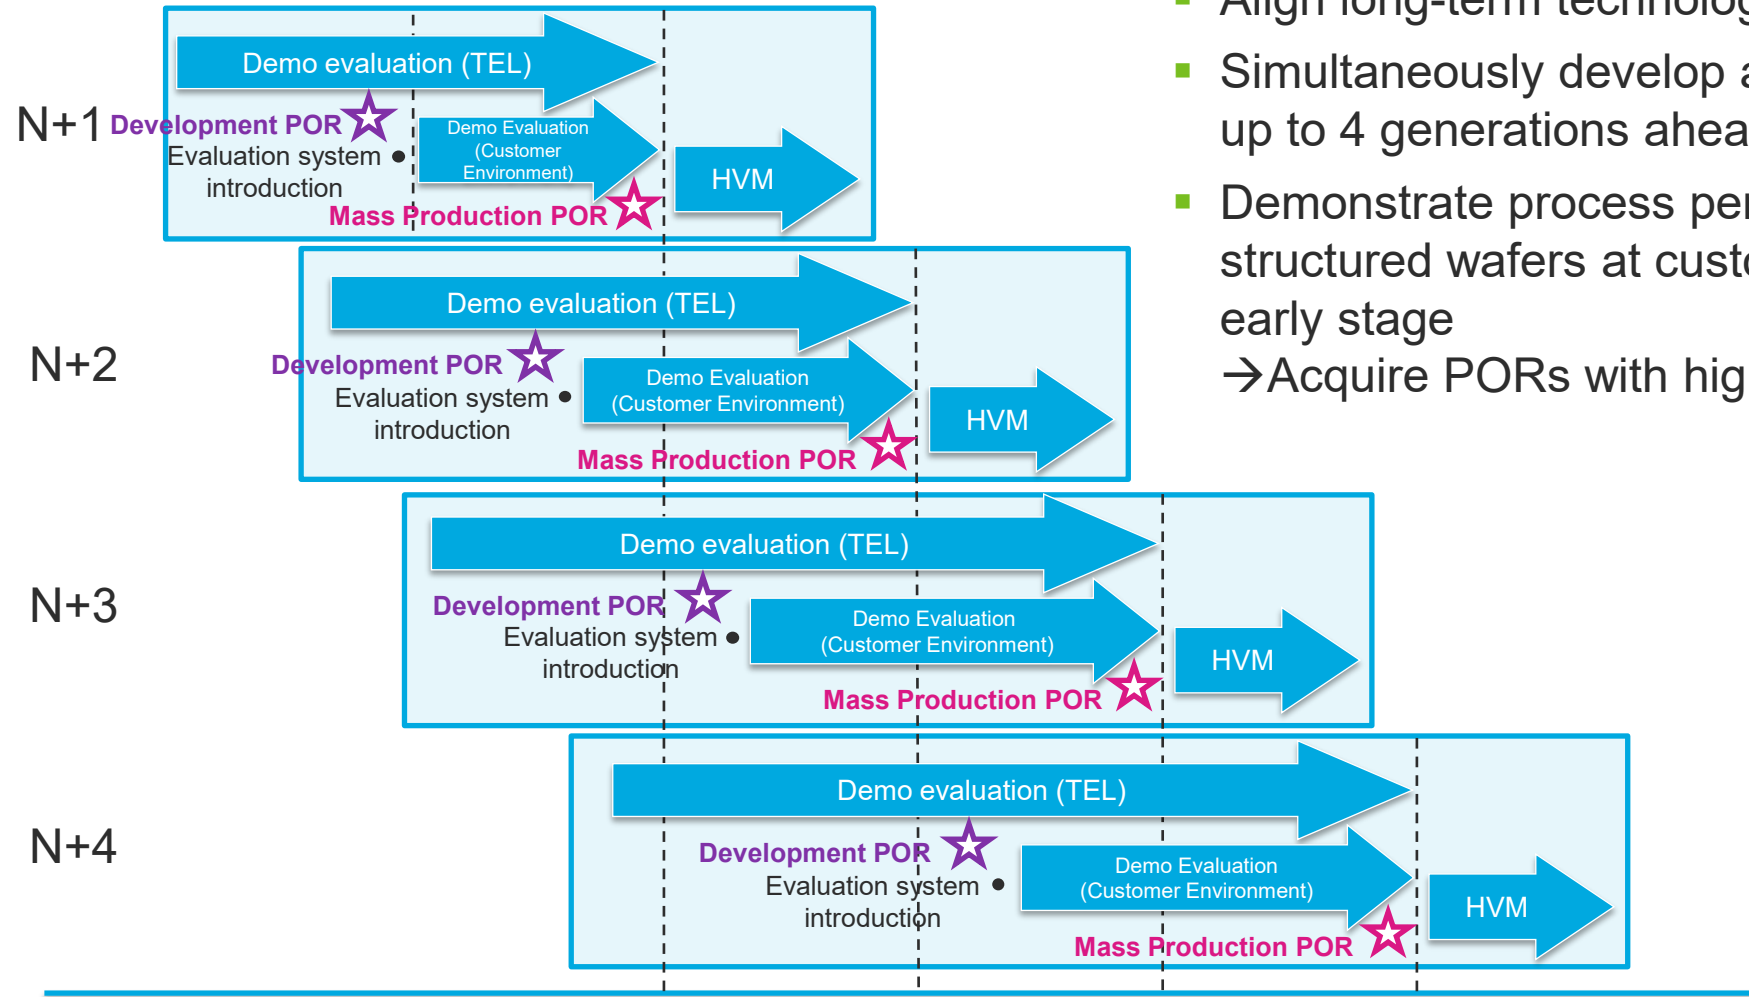 N+1
Demo evaluation (TEL)
Development POR
Evaluation system
introduction
Demo Evaluation
(Customer
Environment)
Mass Production POR
HVM
N+2
Demo evaluation (TEL)
Development POR
Evaluation system
introduction
Demo Evaluation
(Customer Environment)
Mass Production POR
HVM
N+3
Demo evaluation (TEL)
Development POR
Evaluation system
introduction
Demo Evaluation
(Customer Environment)
Mass Production POR
HVM
N+4
Demo evaluation (TEL)
Development POR
Evaluation system
introduction
Demo Evaluation
(Customer Environment)
Mass Production POR
HVM
Align long-term
Simultaneously develop
up to 4 generations
Demonstrate process
structured wafers at
early stage
→Acquire PORs with